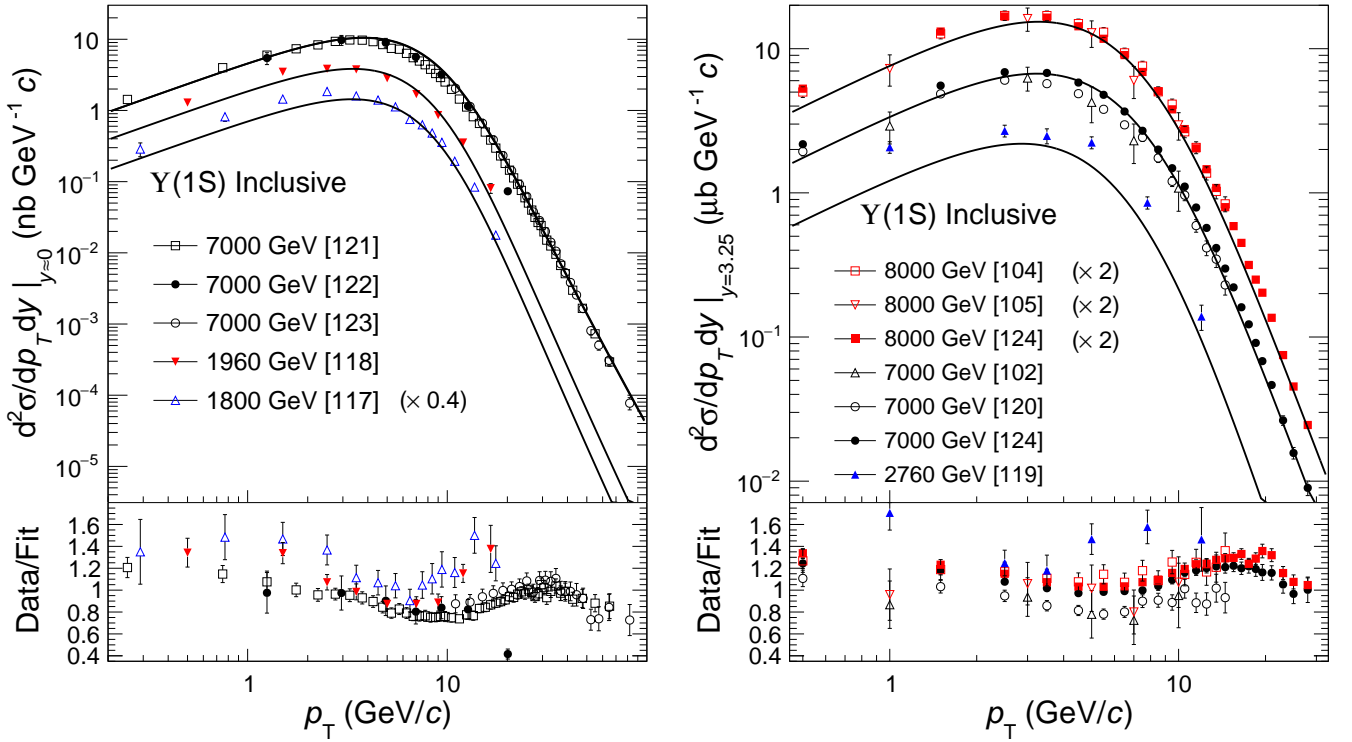 d²σ/dp_T dy |_{y≈0} (nb GeV⁻¹ c)
10
1
10⁻¹
10⁻²
10⁻³
10⁻⁴
10⁻⁵
ϒ(1S) Inclusive
7000 GeV [121]
7000 GeV [122]
7000 GeV [123]
1960 GeV [118]
1800 GeV [117] (× 0.4)
Data/Fit
1.6
1.4
1.2
1.0
0.8
0.6
0.4
1
10
p_T (GeV/c)
d²σ/dp_T dy |_{y=3.25} (μb GeV⁻¹ c)
10
1
10⁻¹
10⁻²
ϒ(1S) Inclusive
8000 GeV [104] (× 2)
8000 GeV [105] (× 2)
8000 GeV [124] (× 2)
7000 GeV [102]
7000 GeV [120]
7000 GeV [124]
2760 GeV [119]
Data/Fit
1.6
1.4
1.2
1.0
0.8
0.6
0.4
1
10
p_T (GeV/c)